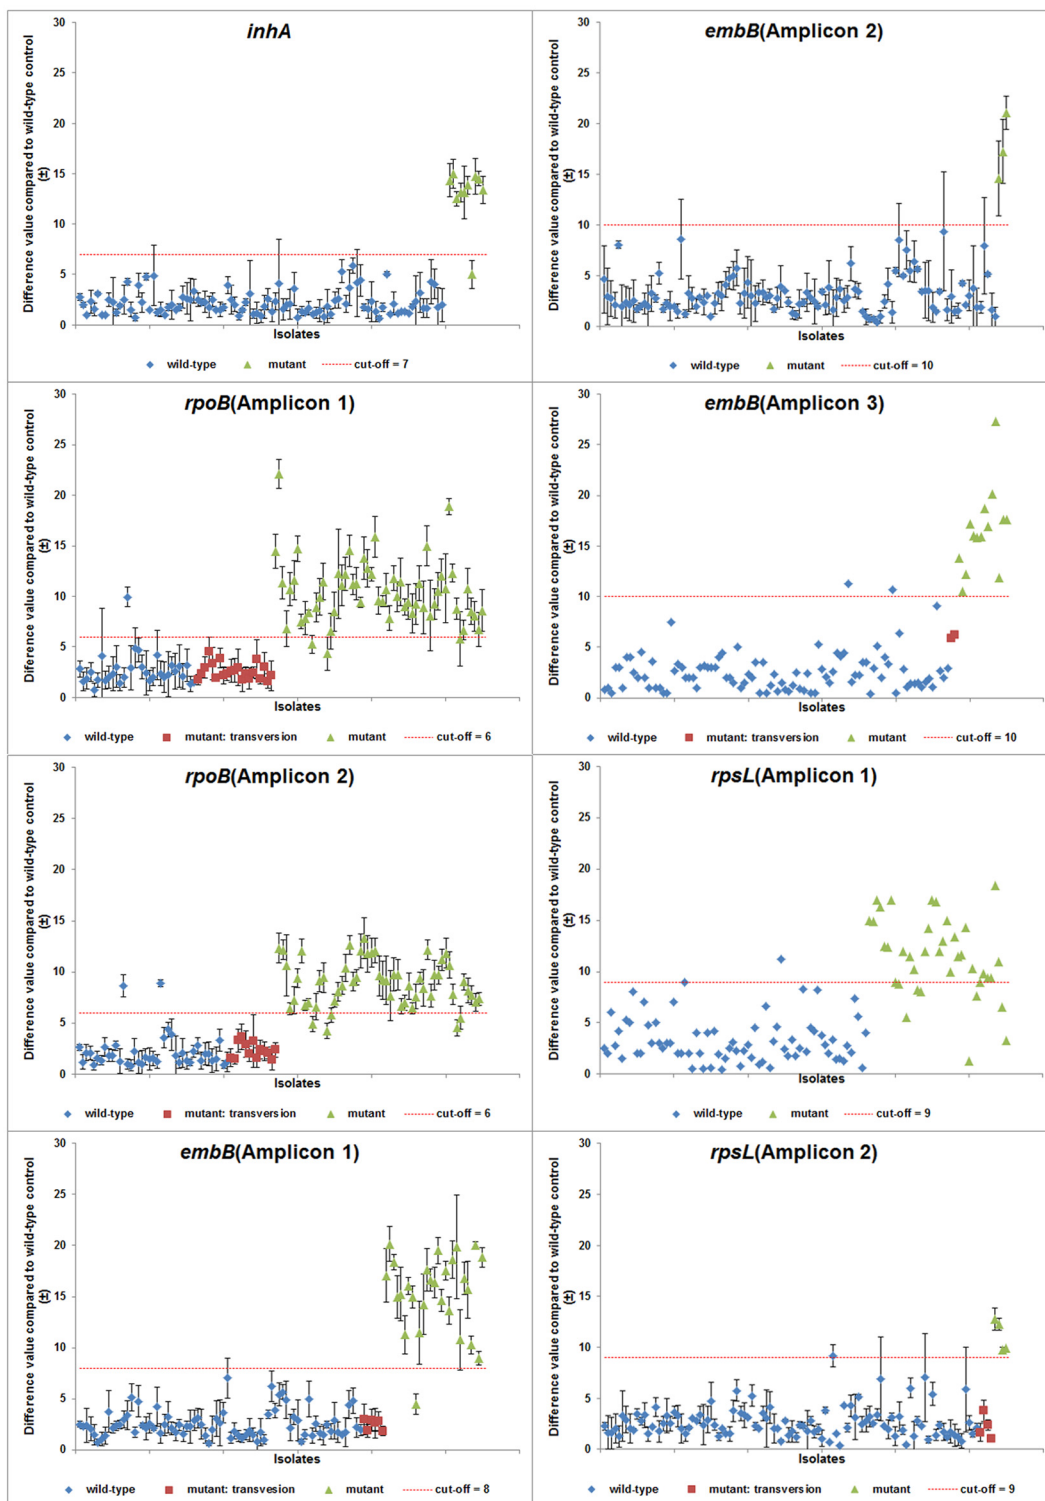 inhA
Difference value compared to wild-type control
(±)
30
25
20
15
10
5
0
Isolates
wild-type mutant cut-off = 7
embB(Amplicon 2)
Difference value compared to wild-type control
(±)
30
25
20
15
10
5
0
Isolates
wild-type mutant cut-off = 10
rpoB(Amplicon 1)
Difference value compared to wild-type control
(±)
30
25
20
15
10
5
0
Isolates
wild-type mutant: transversion mutant cut-off = 6
embB(Amplicon 3)
Difference value compared to wild-type control
(±)
30
25
20
15
10
5
0
Isolates
wild-type mutant: transversion mutant cut-off = 10
rpoB(Amplicon 2)
Difference value compared to wild-type control
(±)
30
25
20
15
10
5
0
Isolates
wild-type mutant: transversion mutant cut-off = 6
rpsL(Amplicon 1)
Difference value compared to wild-type control
(±)
30
25
20
15
10
5
0
Isolates
wild-type mutant cut-off = 9
embB(Amplicon 1)
Difference value compared to wild-type control
(±)
30
25
20
15
10
5
0
Isolates
wild-type mutant: transversion mutant cut-off = 8
rpsL(Amplicon 2)
Difference value compared to wild-type control
(±)
30
25
20
15
10
5
0
Isolates
wild-type mutant: transversion mutant cut-off = 9